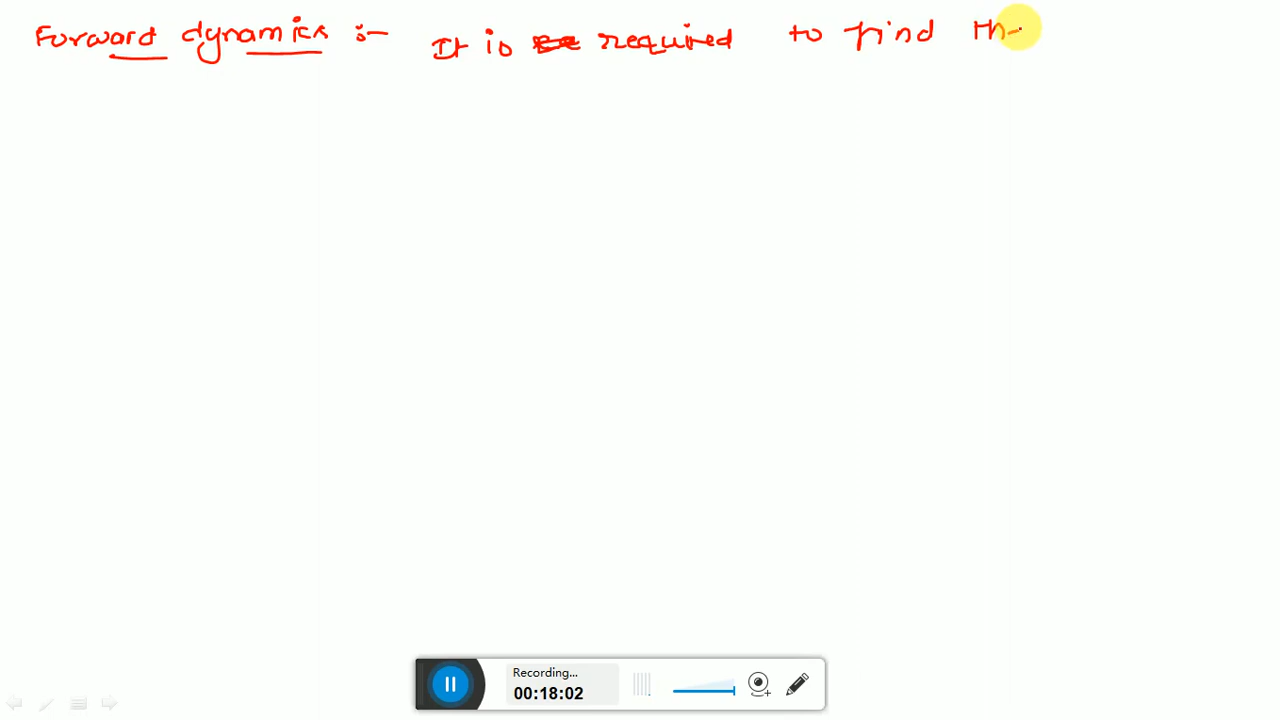 Forward dynamics :- It is required to find the
Recording...
00:18:02